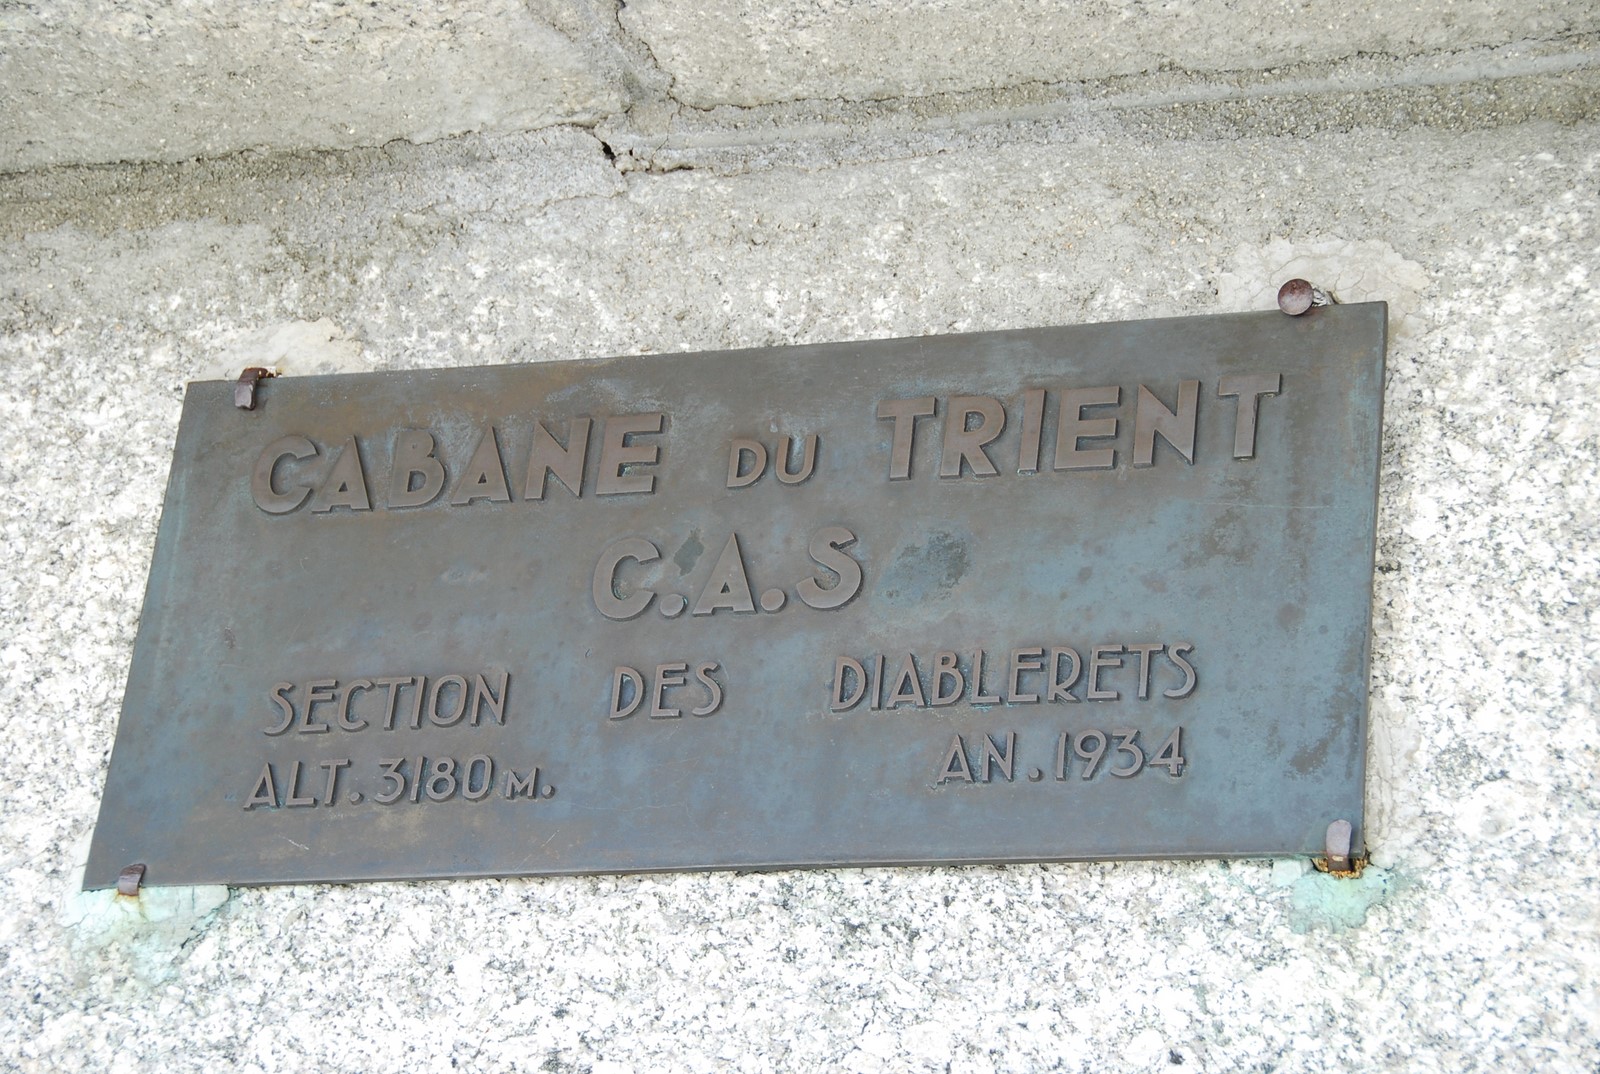 CABANE DU TRIENT
C.A.S
SECTION DES DIABLERETS
ALT. 3180 M. AN. 1934